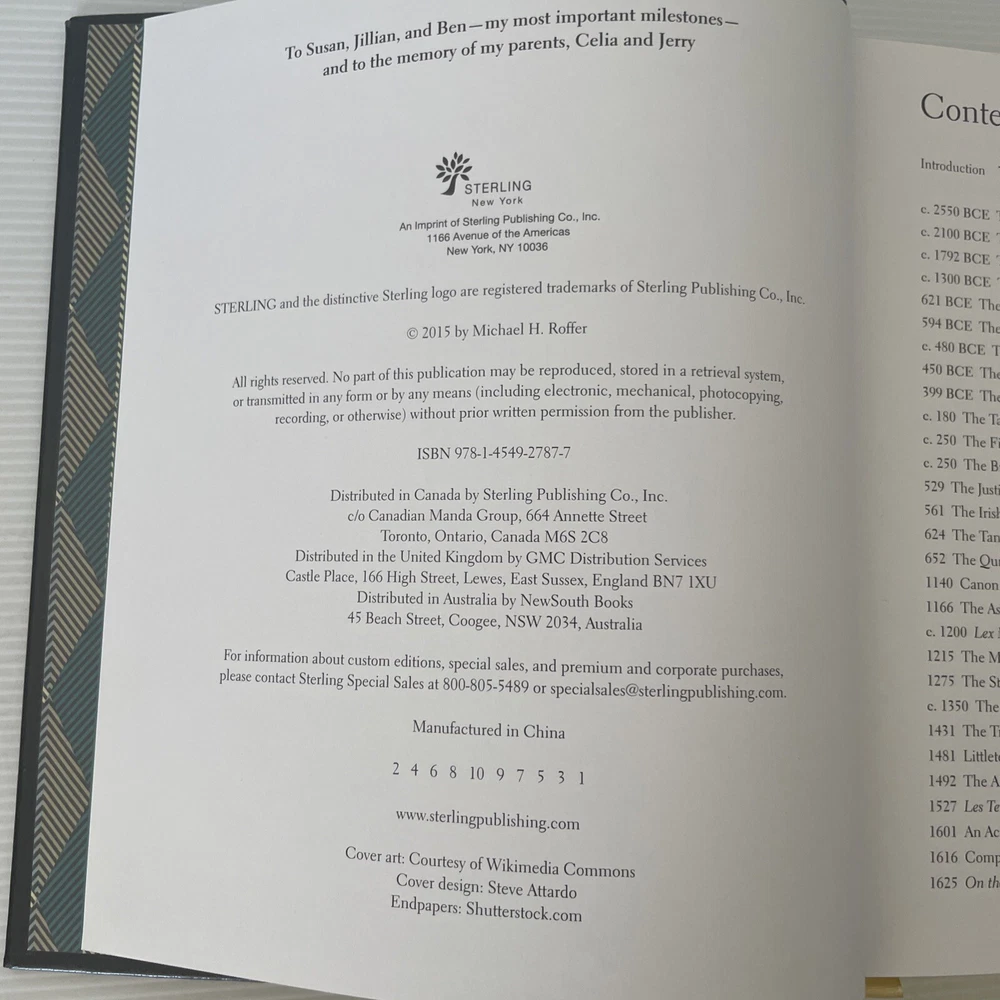 To Susan, Jillian, and Ben—my most important milestones—
and to the memory of my parents, Celia and Jerry
STERLING
New York
An Imprint of Sterling Publishing Co., Inc.
1166 Avenue of the Americas
New York, NY 10036
STERLING and the distinctive Sterling logo are registered trademarks of Sterling Publishing Co., Inc.
© 2015 by Michael H. Roffer
All rights reserved. No part of this publication may be reproduced, stored in a retrieval system,
or transmitted in any form or by any means (including electronic, mechanical, photocopying,
recording, or otherwise) without prior written permission from the publisher.
ISBN 978-1-4549-2787-7
Distributed in Canada by Sterling Publishing Co., Inc.
c/o Canadian Manda Group, 664 Annette Street
Toronto, Ontario, Canada M6S 2C8
Distributed in the United Kingdom by GMC Distribution Services
Castle Place, 166 High Street, Lewes, East Sussex, England BN7 1XU
Distributed in Australia by NewSouth Books
45 Beach Street, Coogee, NSW 2034, Australia
For information about custom editions, special sales, and premium and corporate purchases,
please contact Sterling Special Sales at 800-805-5489 or specialsales@sterlingpublishing.com.
Manufactured in China
2 4 6 8 10 9 7 5 3 1
www.sterlingpublishing.com
Cover art: Courtesy of Wikimedia Commons
Cover design: Steve Attardo
Endpapers: Shutterstock.com
Conte
Introduction
c. 2550 BCE
c. 2100 BCE
c. 1792 BCE
c. 1300 BCE
621 BCE The
594 BCE The
c. 480 BCE T
450 BCE The
399 BCE The
c. 180 The Ta
c. 250 The Fi
c. 250 The B
529 The Justi
561 The Irish
624 The Tan
652 The Qu
1140 Canon
1166 The As
c. 1200 Lex
1215 The M
1275 The St
c. 1350 The
1431 The T
1481 Littlet
1492 The A
1527 Les Te
1601 An Ac
1616 Comp
1625 On th